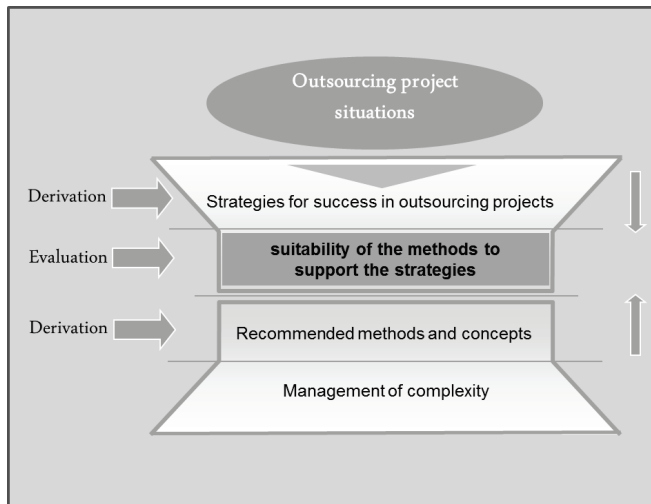 Outsourcing project
situations
Derivation
Strategies for success in outsourcing projects
Evaluation
suitability of the methods to
support the strategies
Derivation
Recommended methods and concepts
Management of complexity